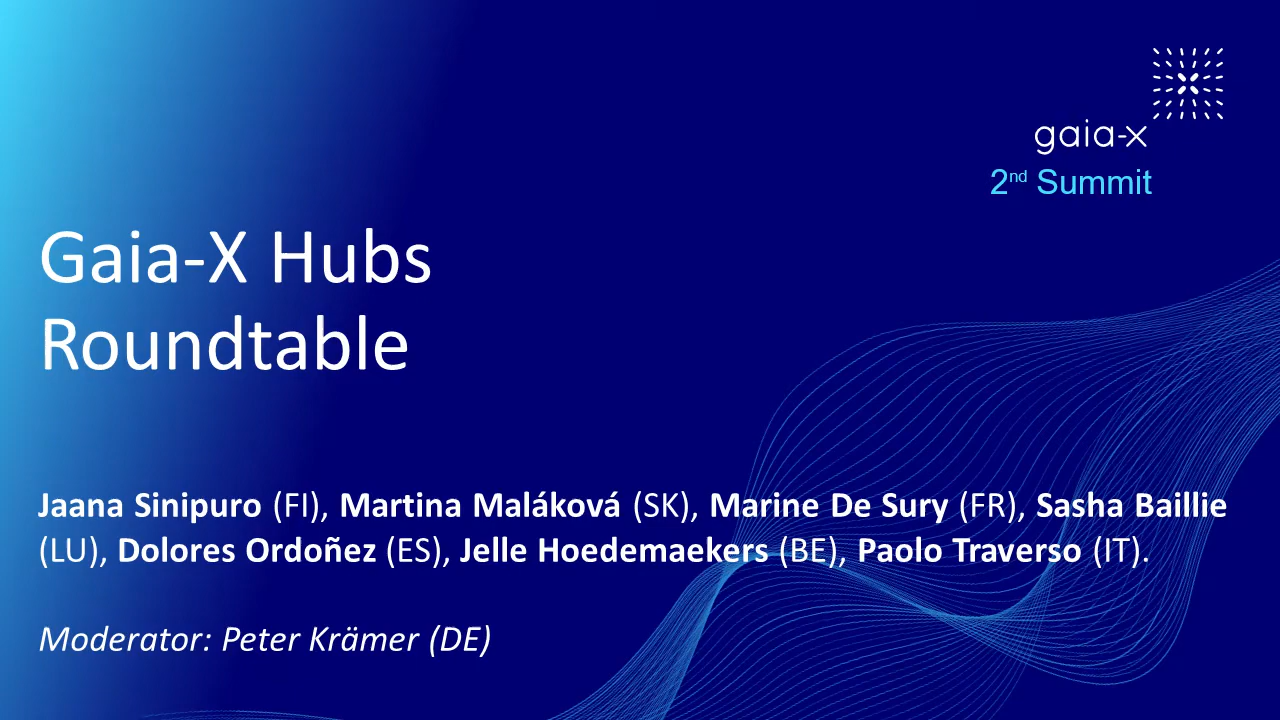 gaia-x
2nd Summit
Gaia-X Hubs
Roundtable
Jaana Sinipuro (FI), Martina Maláková (SK), Marine De Sury (FR), Sasha Baillie
(LU), Dolores Ordoñez (ES), Jelle Hoedemaekers (BE), Paolo Traverso (IT).
Moderator: Peter Krämer (DE)